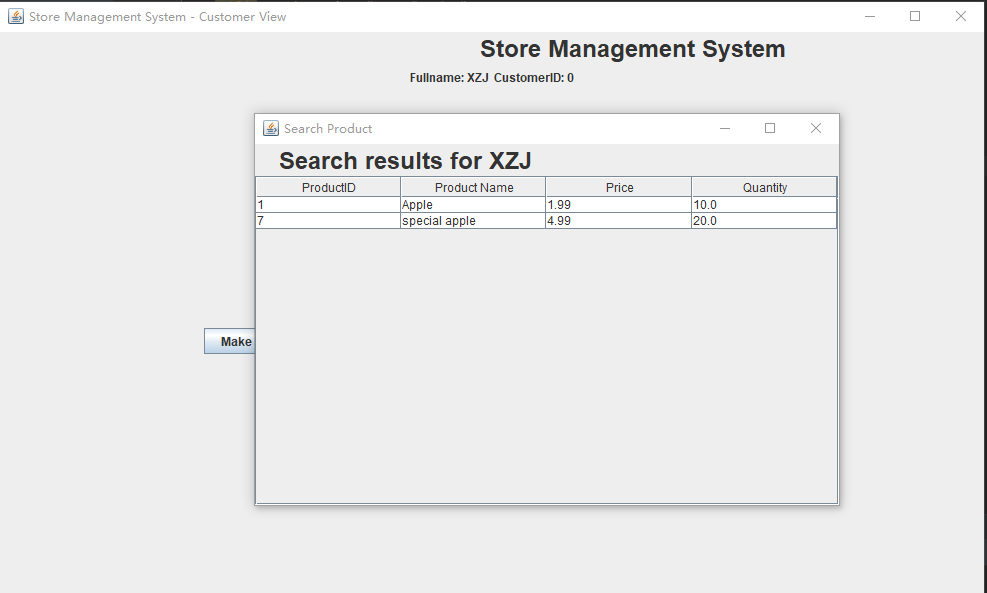 Store Management System - Customer View
Store Management System
Fullname: XZJ CustomerID: 0
Search Product
Search results for XZJ
ProductID Product Name Price Quantity
1 Apple 1.99 10.0
7 special apple 4.99 20.0
Make